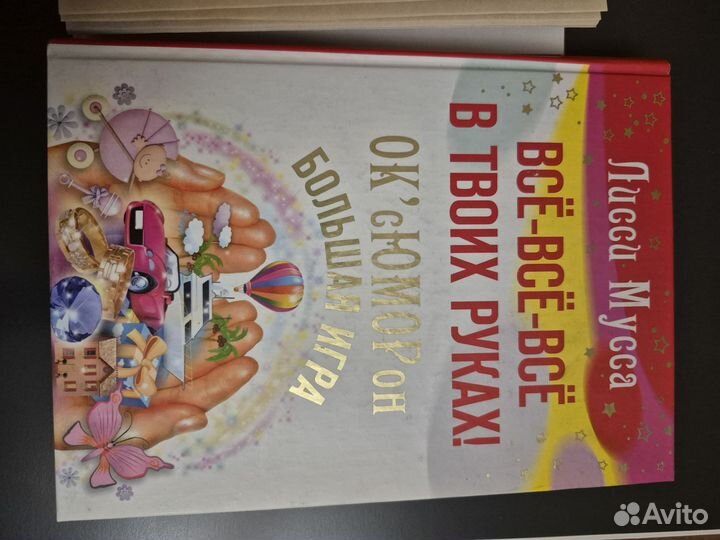 Лисси Мусса
ВСЁ-ВСЁ-ВСЁ
В ТВОИХ РУКАХ!
ОК'сЮМОРон
БОЛЬШАЯ ИГРА
Avito